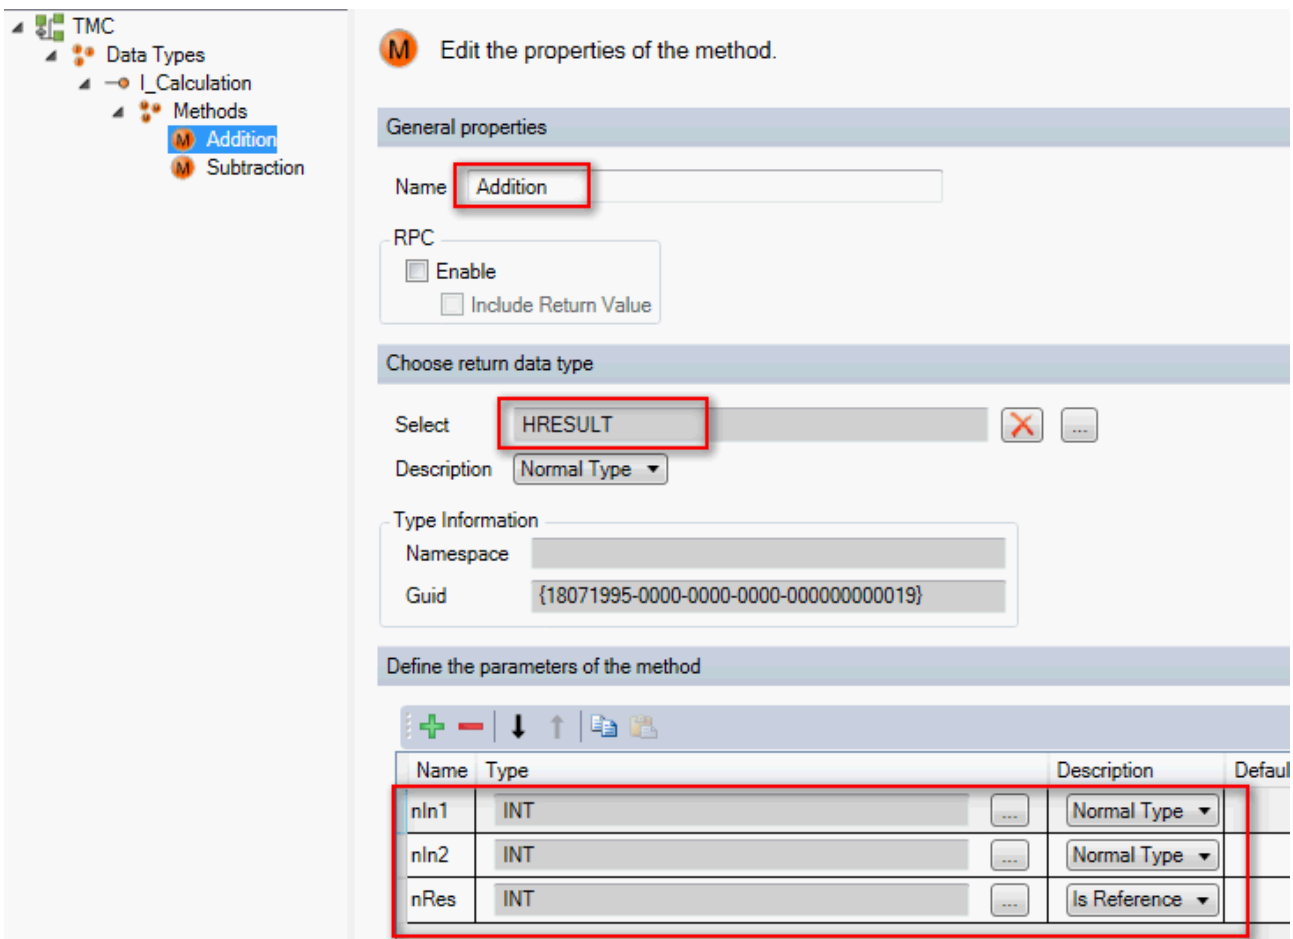 TMC
Data Types
I_Calculation
Methods
M Addition
M Subtraction
M Edit the properties of the method.
General properties
Name Addition
RPC
Enable
Include Return Value
Choose return data type
Select HRESULT ...
Description Normal Type
Type Information
Namespace
Guid {18071995-0000-0000-0000-000000000019}
Define the parameters of the method
Name Type Description Defaul
nIn1 INT ... Normal Type
nIn2 INT ... Normal Type
nRes INT ... Is Reference